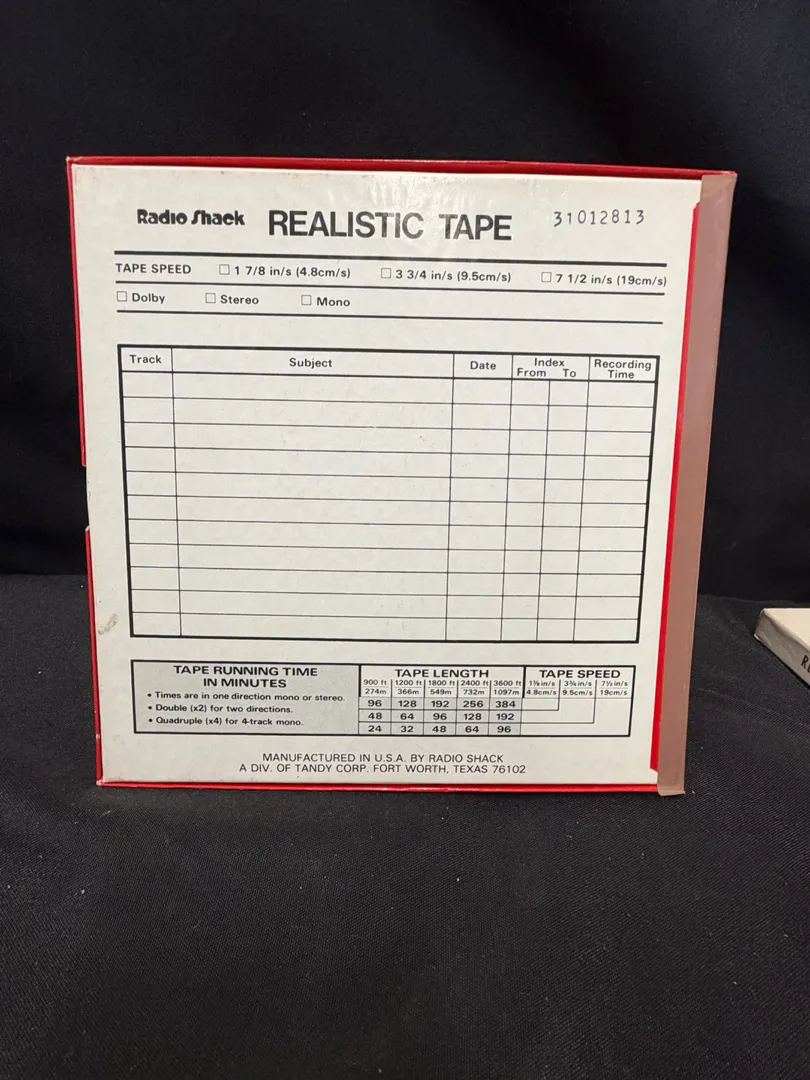 Radio Shack REALISTIC TAPE 31012813
TAPE SPEED ☐ 1 7/8 in/s (4.8cm/s) ☐ 3 3/4 in/s (9.5cm/s) ☐ 7 1/2 in/s (19cm/s)
☐ Dolby ☐ Stereo ☐ Mono
Track Subject Date Index Recording
From To Time
TAPE RUNNING TIME
IN MINUTES
• Times are in one direction mono or stereo.
• Double (x2) for two directions.
• Quadruple (x4) for 4-track mono.
TAPE LENGTH TAPE SPEED
900 ft 1200 ft 1800 ft 2400 ft 3600 ft 1⅞ in/s 3¾ in/s 7½ in/s
274m 366m 549m 732m 1097m 4.8cm/s 9.5cm/s 19cm/s
96 128 192 256 384
48 64 96 128 192
24 32 48 64 96
MANUFACTURED IN U.S.A. BY RADIO SHACK
A DIV. OF TANDY CORP. FORT WORTH, TEXAS 76102